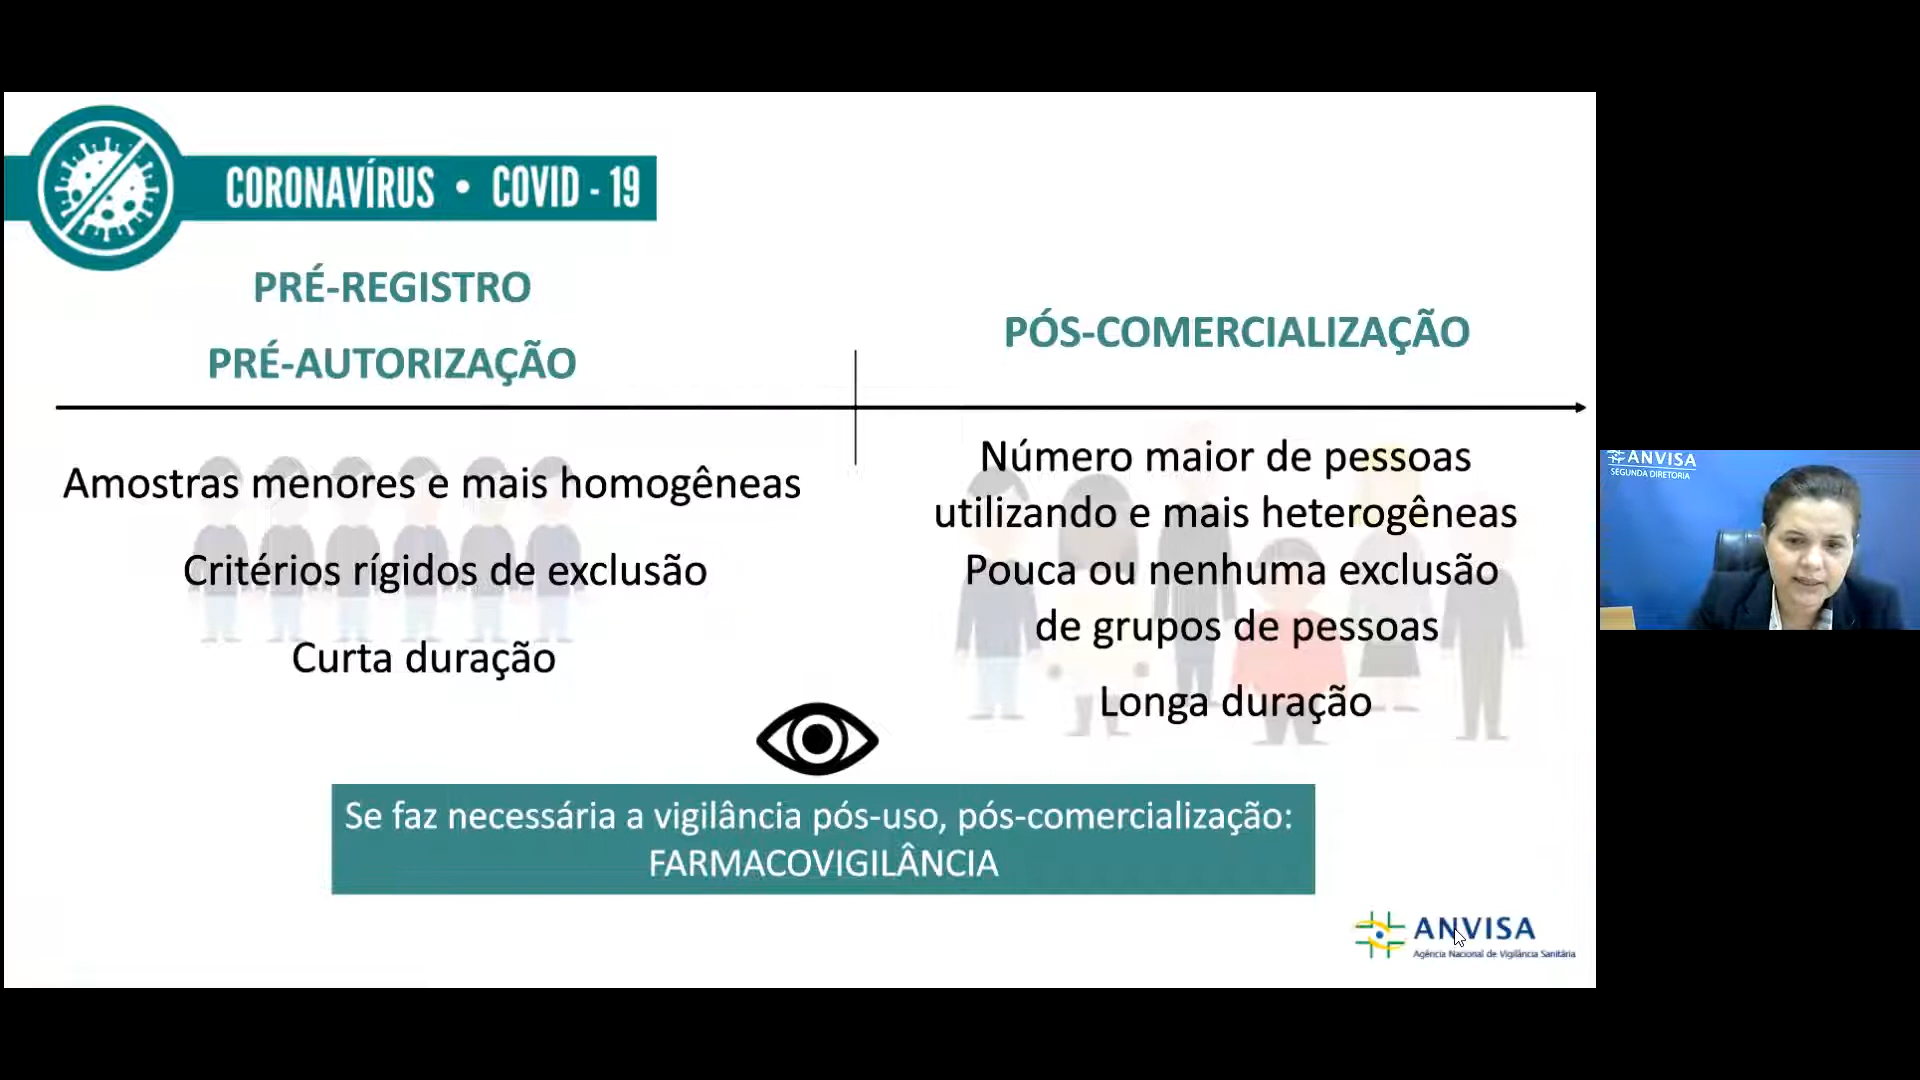 CORONAVÍRUS • COVID - 19
PRÉ-REGISTRO
PRÉ-AUTORIZAÇÃO
Amostras menores e mais homogêneas
Critérios rígidos de exclusão
Curta duração
PÓS-COMERCIALIZAÇÃO
Número maior de pessoas
utilizando e mais heterogêneas
Pouca ou nenhuma exclusão
de grupos de pessoas
Longa duração
Se faz necessária a vigilância pós-uso, pós-comercialização:
FARMACOVIGILÂNCIA
ANVISA
Agência Nacional de Vigilância Sanitária
ANVISA
SEGUNDA DIRETORIA